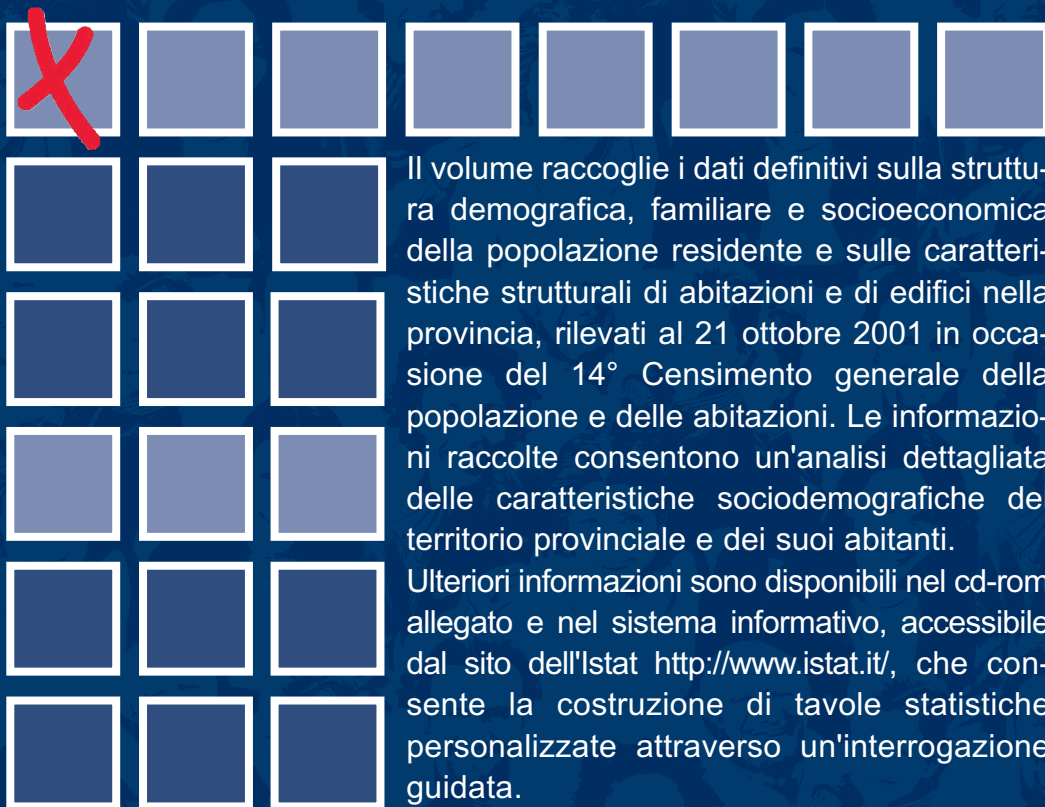 Il volume raccoglie i dati definitivi sulla struttu-
ra demografica, familiare e socioeconomica
della popolazione residente e sulle caratteri-
stiche strutturali di abitazioni e di edifici nella
provincia, rilevati al 21 ottobre 2001 in occa-
sione del 14° Censimento generale della
popolazione e delle abitazioni. Le informazio-
ni raccolte consentono un'analisi dettagliata
delle caratteristiche sociodemografiche del
territorio provinciale e dei suoi abitanti.
Ulteriori informazioni sono disponibili nel cd-rom
allegato e nel sistema informativo, accessibile
dal sito dell'Istat http://www.istat.it/, che con-
sente la costruzione di tavole statistiche
personalizzate attraverso un'interrogazione
guidata.